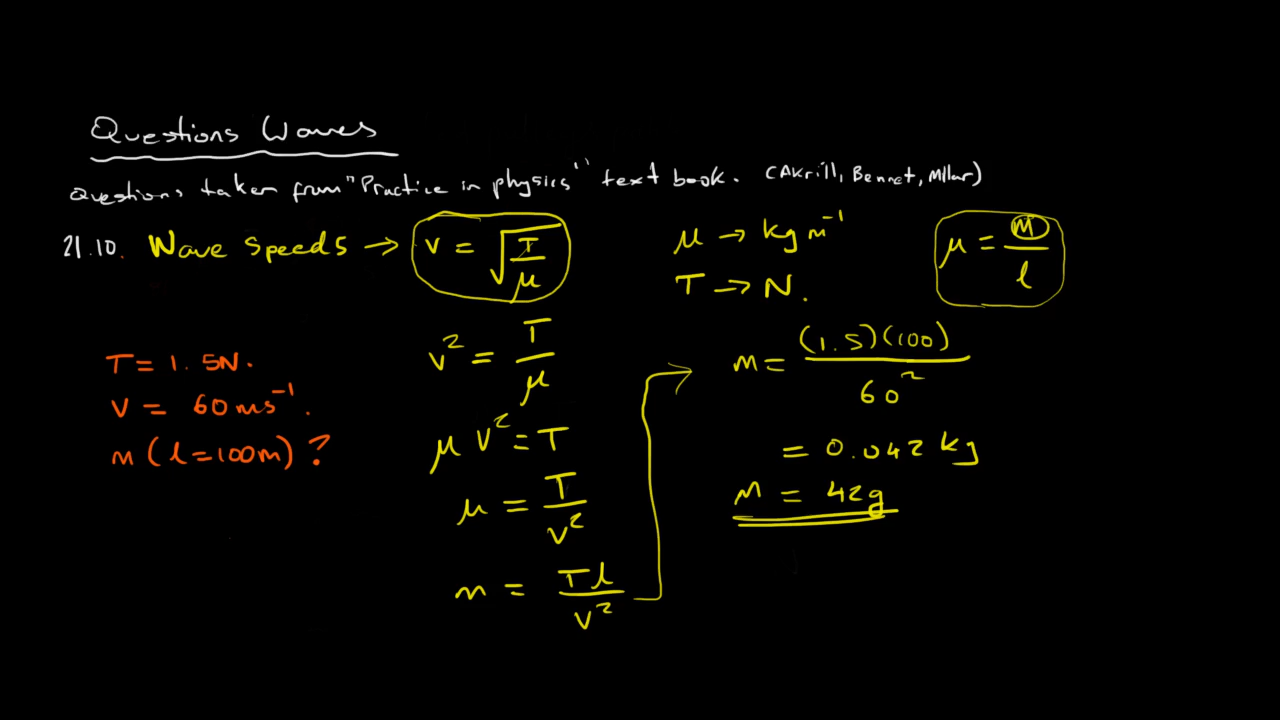 Questions Waves
Questions taken from "Practice in physics" text book. (Akrill, Bennet, Millar)
21.10. Wave Speeds → v = √(T/μ)
μ → kg m⁻¹
T → N.
μ = m/l
T = 1.5N.
v = 60 ms⁻¹.
m (l = 100m) ?
v² = T/μ
μ v² = T
μ = T/v²
m = Tl/v²
m = (1.5)(100)/60²
= 0.042 kg
M = 42g